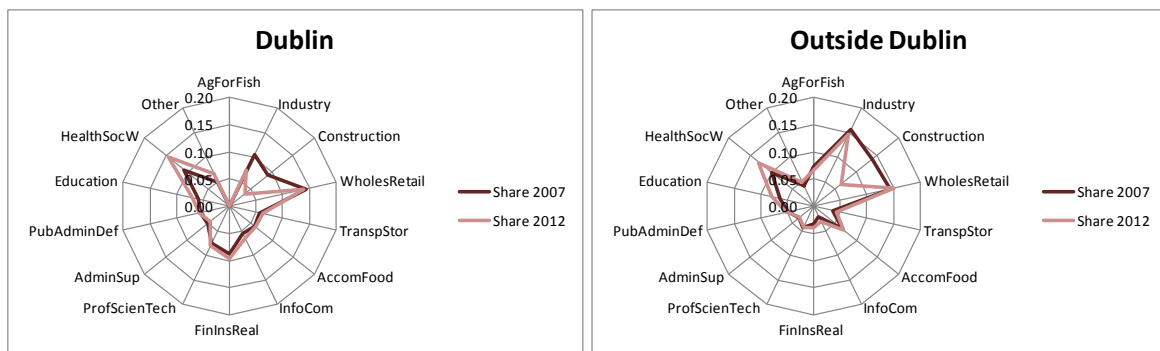 Dublin
AgForFish
0.20
Other
Industry
0.15
HealthSocW
Construction
0.10
0.05
Education
WholesRetail
0.00
PubAdminDef
TranspStor
AdminSup
AccomFood
ProfScienTech
InfoCom
FinInsReal
Share 2007
Share 2012
Outside Dublin
AgForFish
0.20
Other
Industry
0.15
HealthSocW
Construction
0.10
0.05
Education
WholesRetail
0.00
PubAdminDef
TranspStor
AdminSup
AccomFood
ProfScienTech
InfoCom
FinInsReal
Share 2007
Share 2012